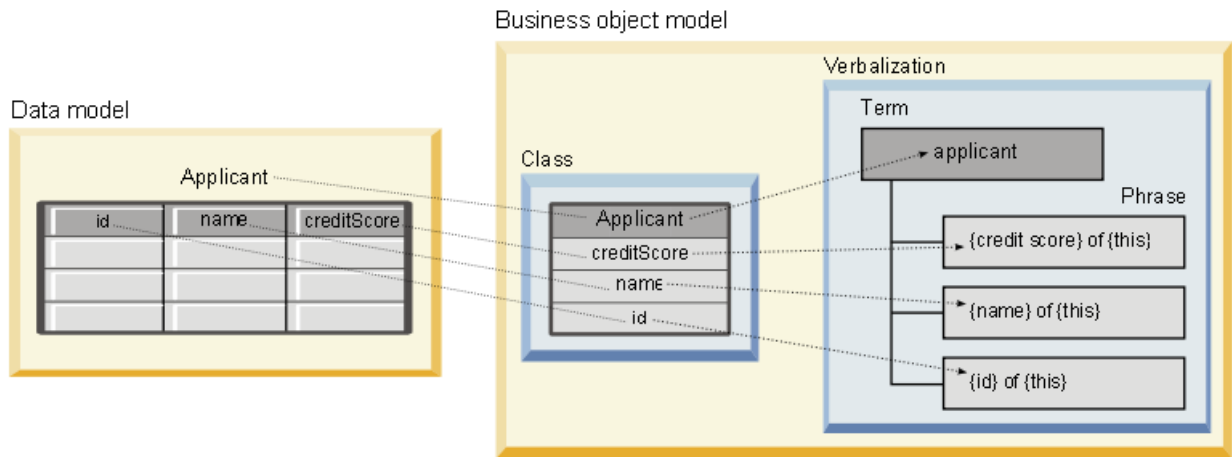 Business object model
Data model
Applicant
id name creditScore
Class
Applicant
creditScore
name
id
Verbalization
Term
applicant
Phrase
{credit score} of {this}
{name} of {this}
{id} of {this}